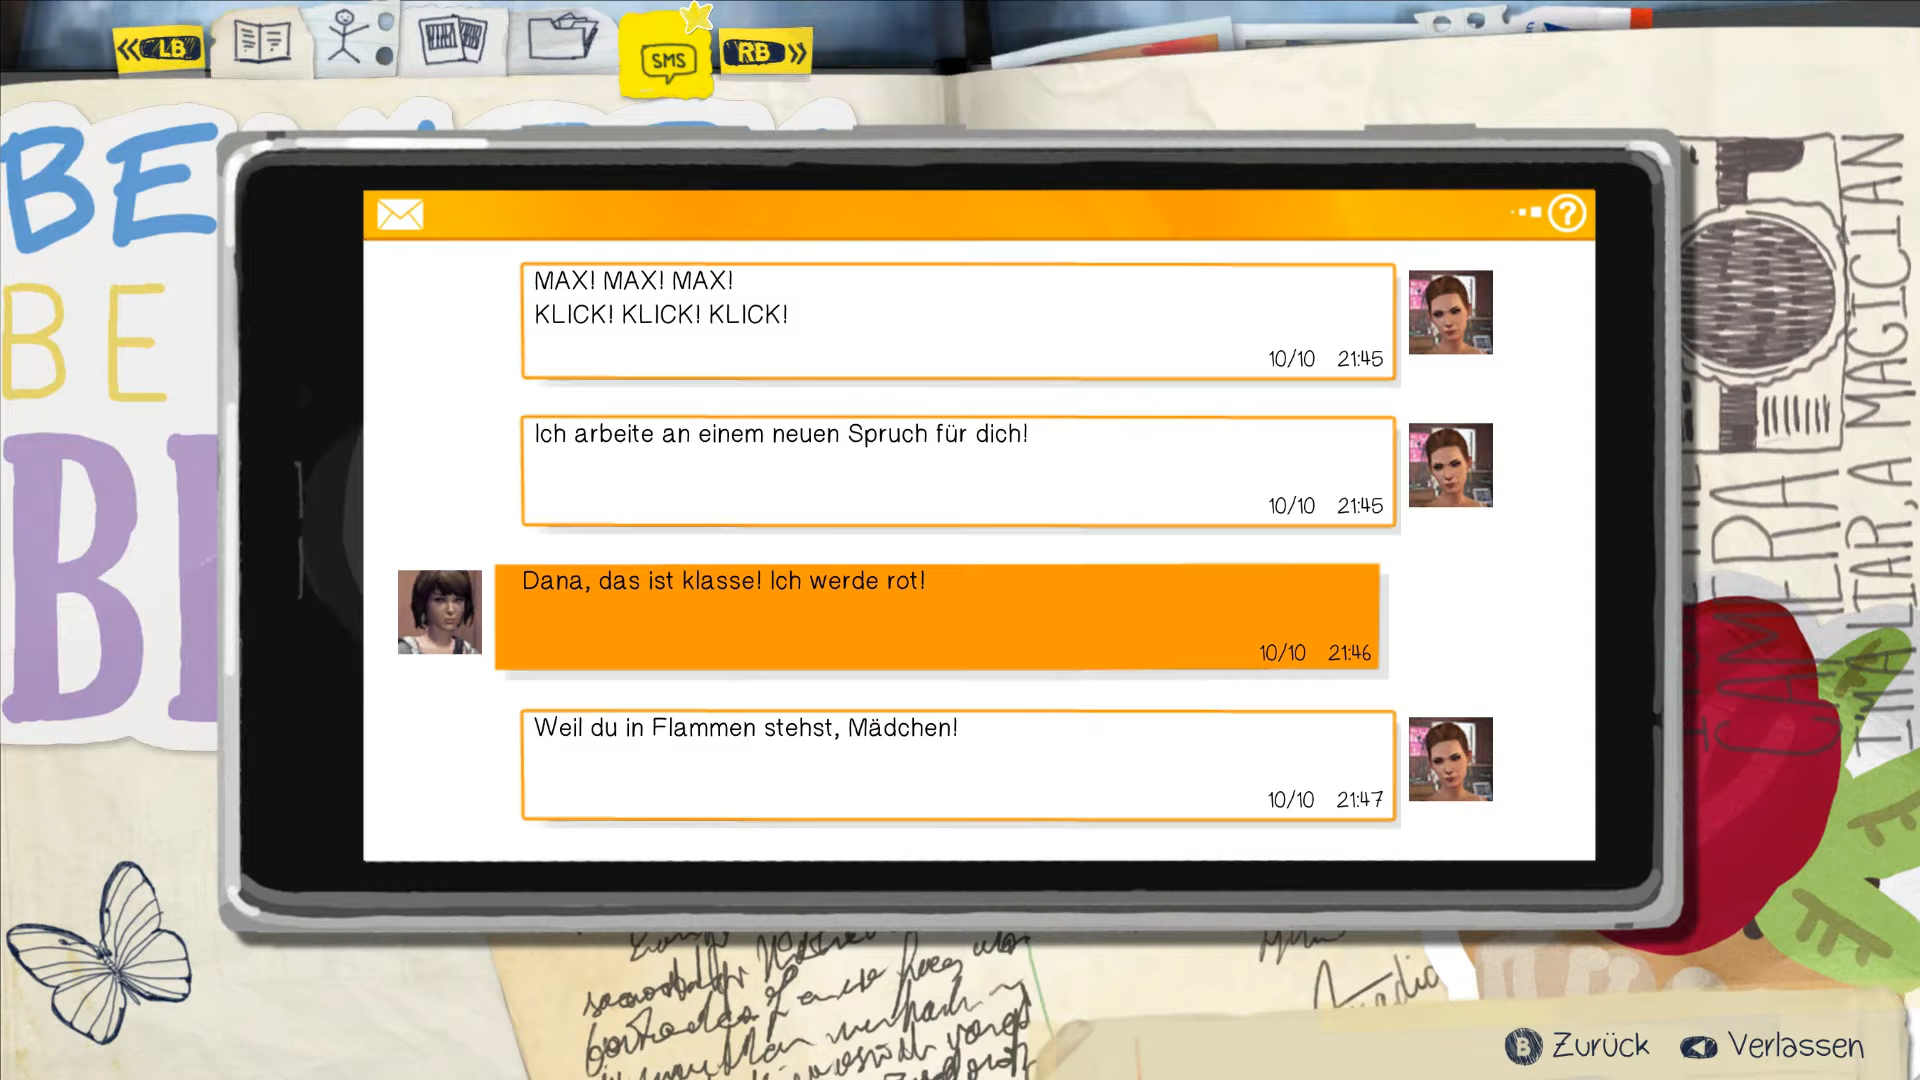 LB
SMS
RB
BE
BE
MAX! MAX! MAX!
KLICK! KLICK! KLICK!
10/10 21:45
Ich arbeite an einem neuen Spruch für dich!
10/10 21:45
Dana, das ist klasse! Ich werde rot!
10/10 21:46
Weil du in Flammen stehst, Mädchen!
10/10 21:47
A MAGICIAN
B Zurück
Verlassen